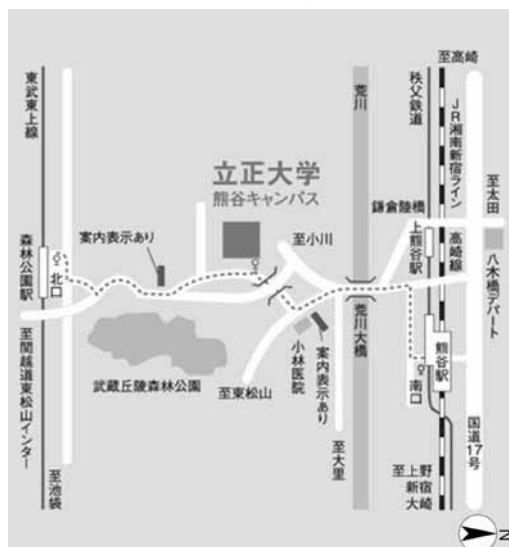 至高崎
東武東上線
荒川
秩父鉄道
JR湘南新宿ライン
高崎線
立正大学
熊谷キャンパス
鎌倉陸橋
至太田
上熊谷駅
八木橋デパート
案内表示あり
至小川
森林公園駅
北口
荒川大橋
小林医院
案内表示あり
熊谷駅
南口
武蔵丘陵森林公園
至東松山
至関越道東松山インター
至大里
国道17号
至池袋
至上野
新宿
大崎
N